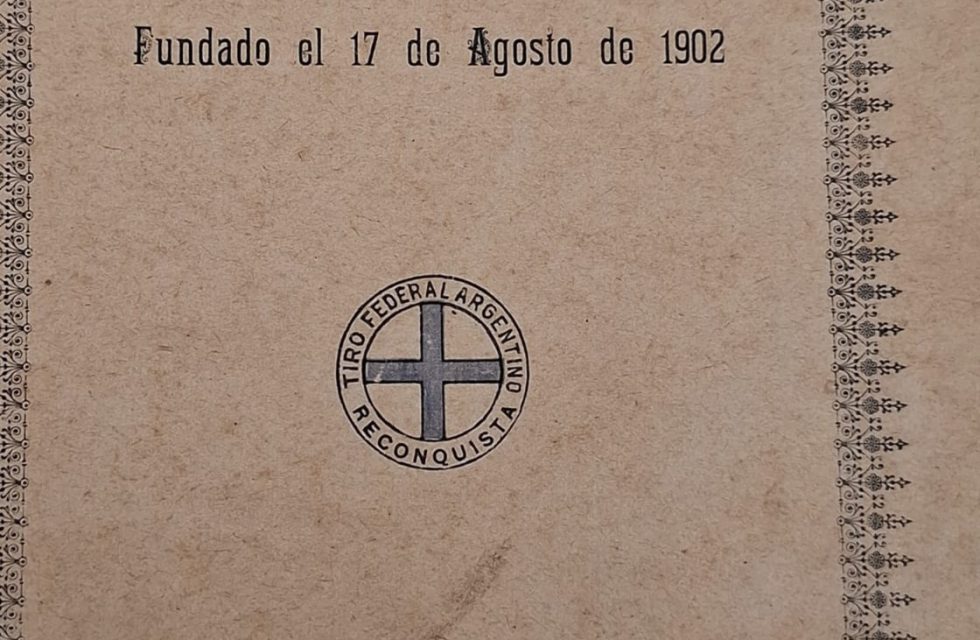 Fundado el 17 de Agosto de 1902
TIRO FEDERAL ARGENTINO
RECONQUISTA